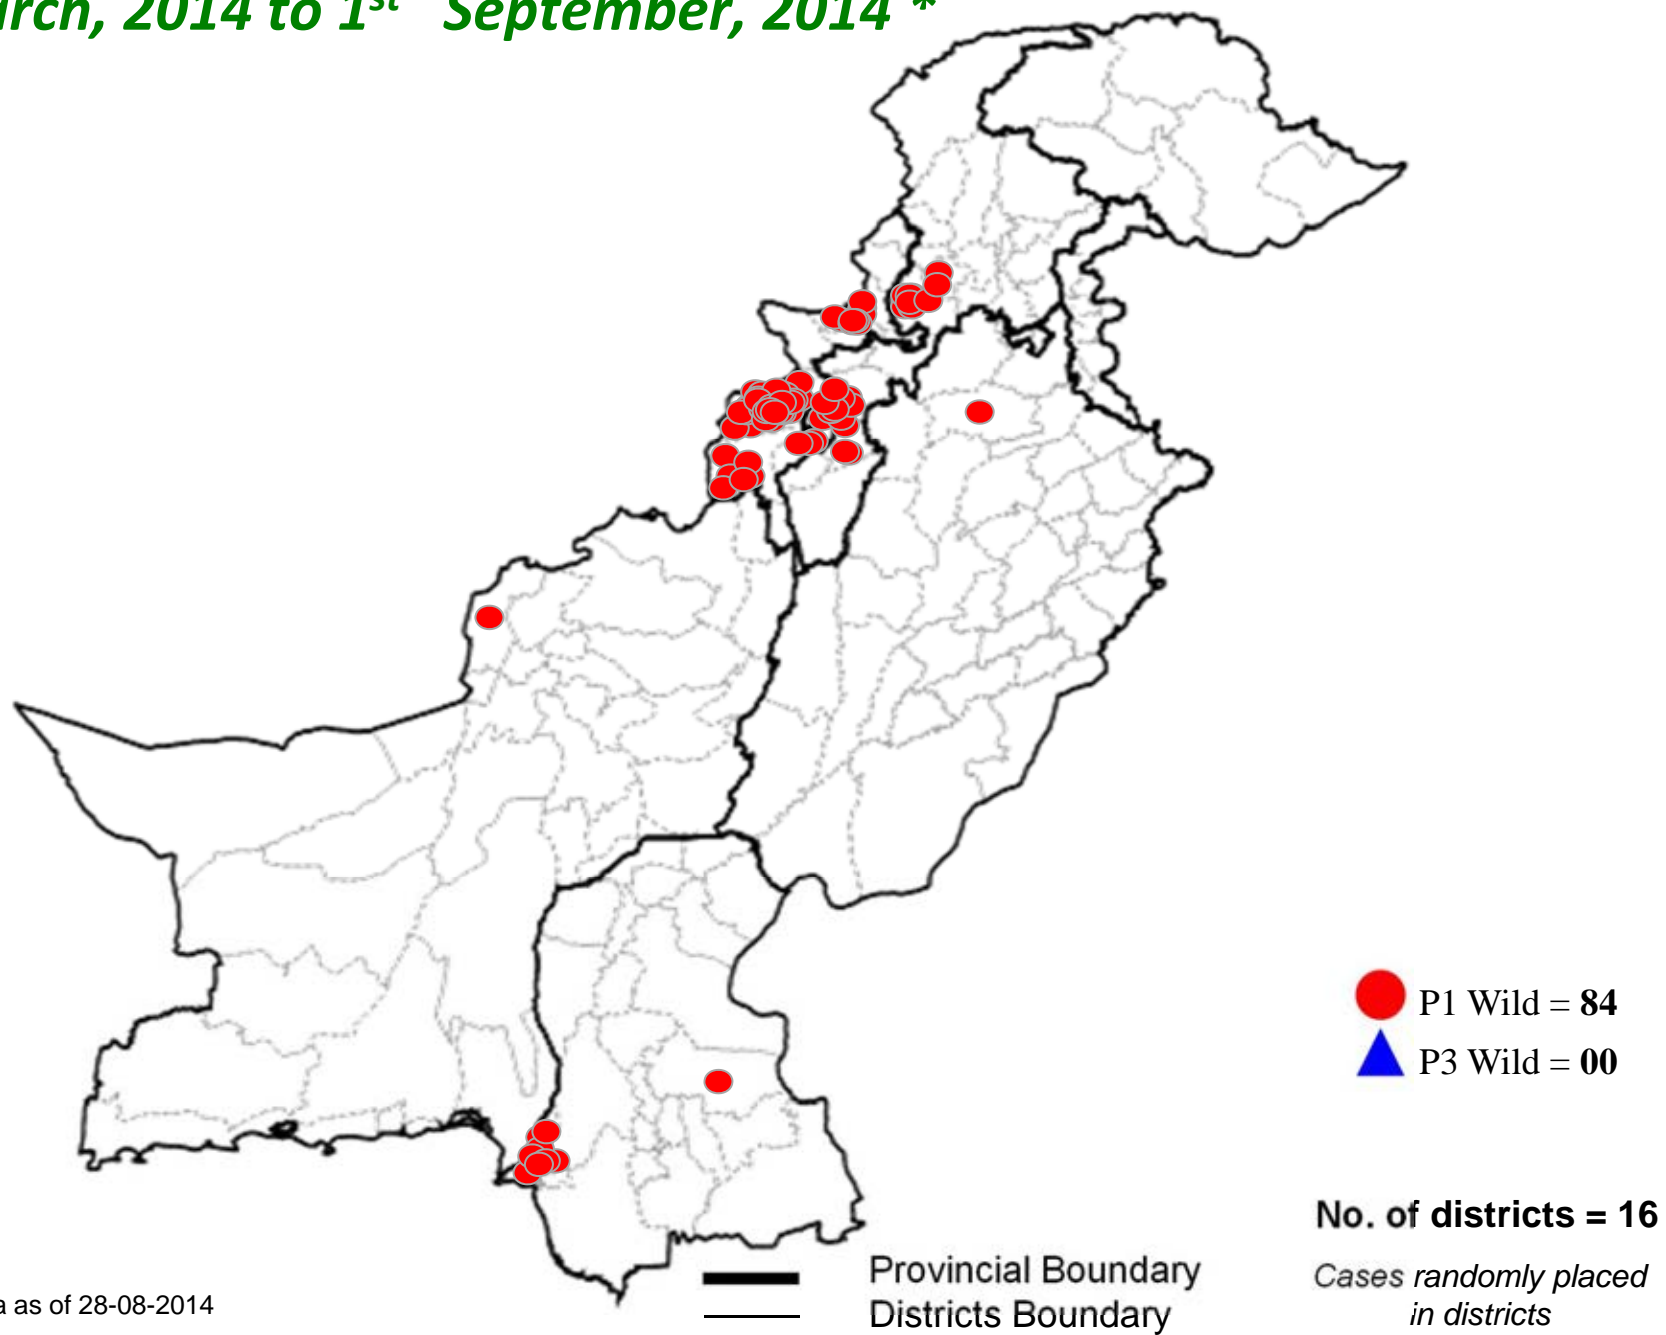 2014 to 1st September, 2014 *
P1 Wild = 84
P3 Wild = 00
No. of districts = 16
Provincial Boundary
Districts Boundary
Cases randomly placed
in districts
as of 28-08-2014